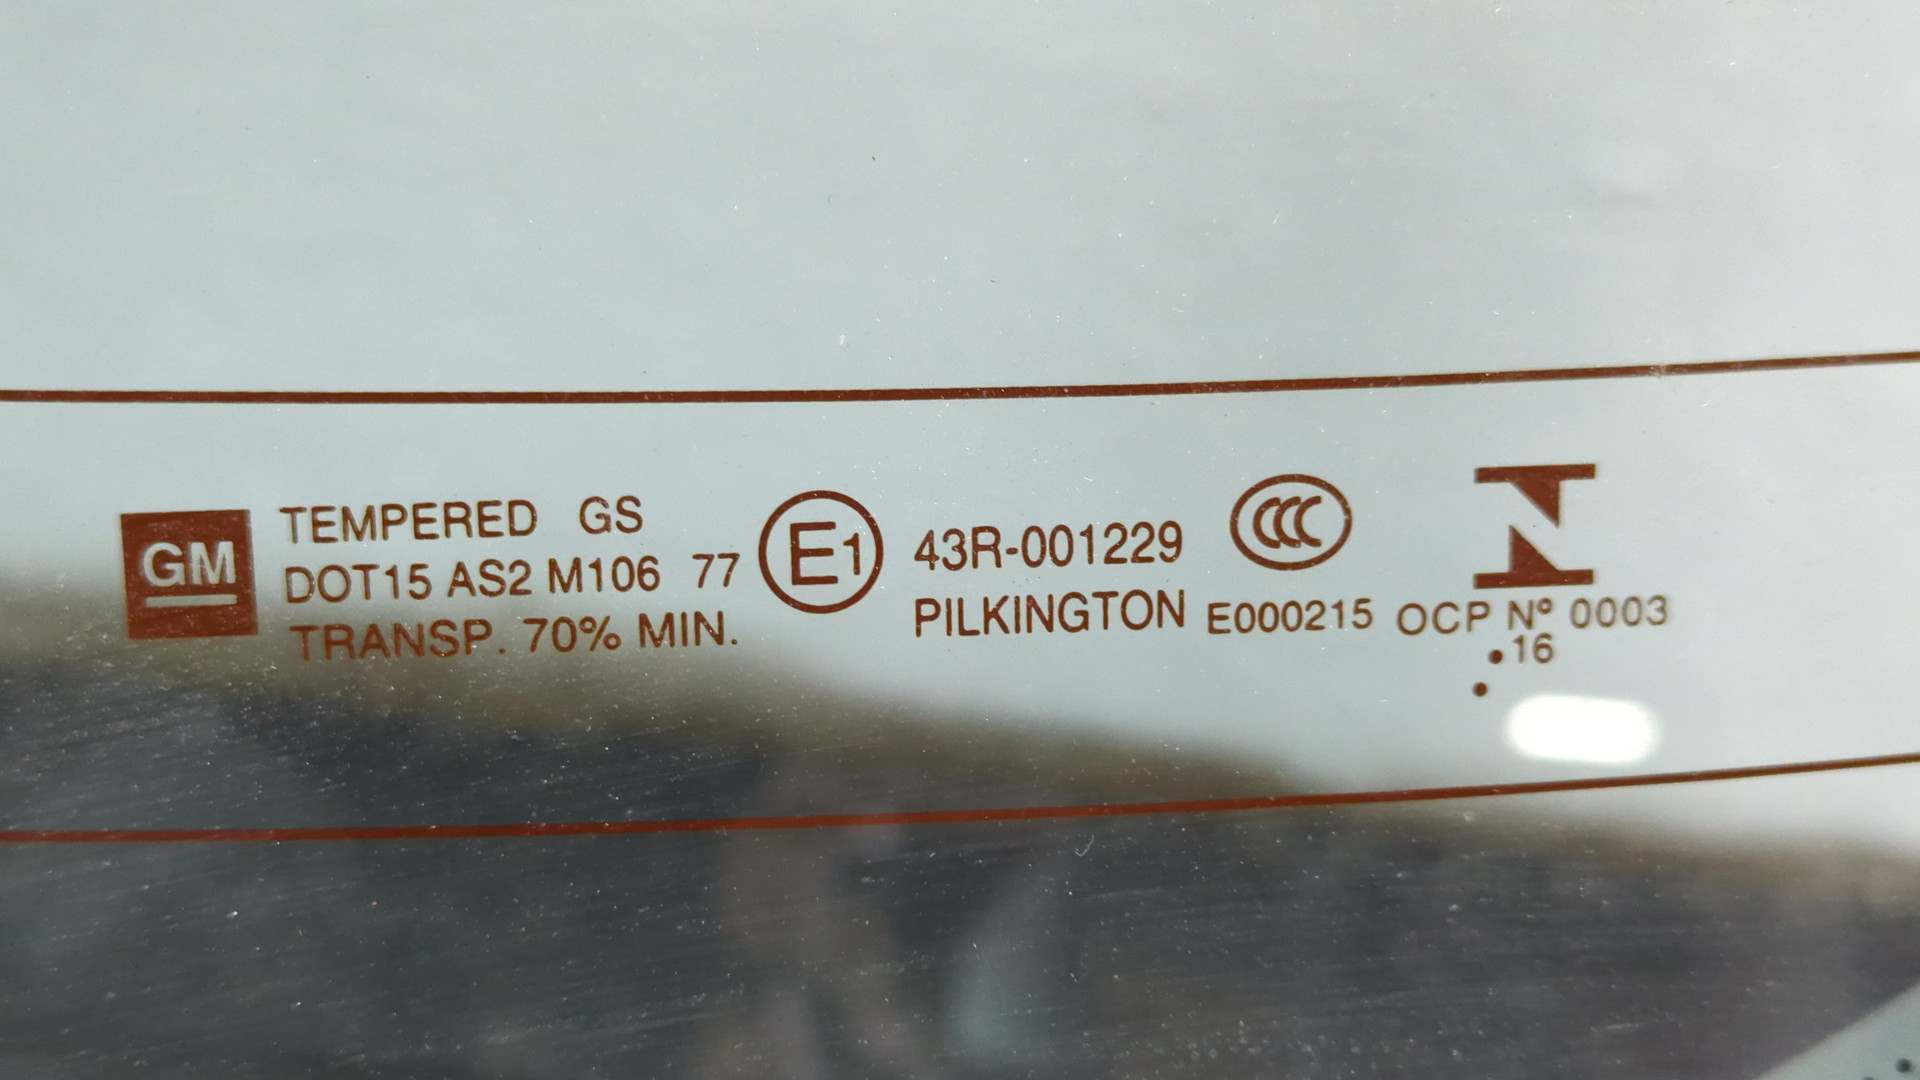 GM
TEMPERED GS
DOT15 AS2 M106 77
TRANSP. 70% MIN.
E1
43R-001229
PILKINGTON
CCC
E000215
OCP Nº 0003
16